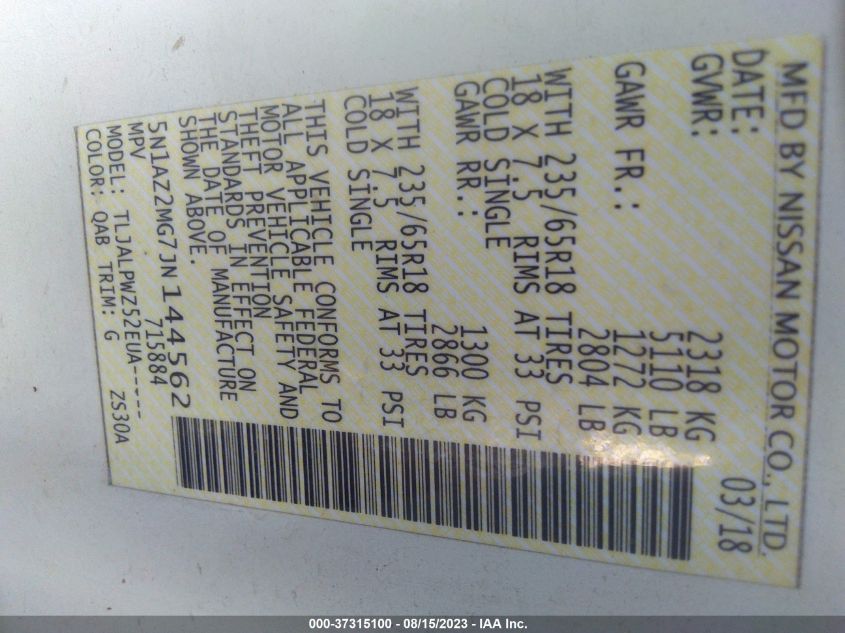 MFD BY NISSAN MOTOR CO., LTD.
DATE: 03/18
GVWR: 2318 KG
5110 LB
GAWR FR.: 1272 KG
2804 LB
WITH 235/65R18 TIRES
18 X 7.5 RIMS AT 33 PSI
COLD SINGLE
GAWR RR.: 1300 KG
2866 LB
WITH 235/65R18 TIRES
18 X 7.5 RIMS AT 33 PSI
COLD SINGLE
THIS VEHICLE CONFORMS TO
ALL APPLICABLE FEDERAL
MOTOR VEHICLE SAFETY AND
THEFT PREVENTION
STANDARDS IN EFFECT ON
THE DATE OF MANUFACTURE
SHOWN ABOVE.
5N1AZ2MG7JN144562
MPV 715884
MODEL: TLJALPWZ52EUA-----
COLOR: QAB TRIM: G ZS30A
000-37315100 - 08/15/2023 - IAA Inc.